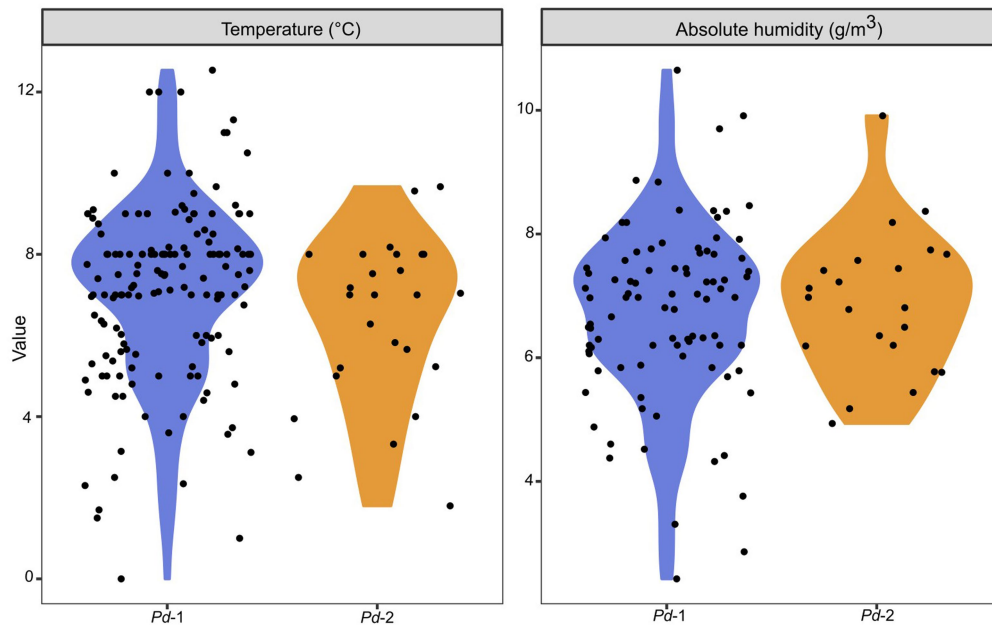 Temperature (°C)
Absolute humidity (g/m³)
Value
12
8
4
0
10
8
6
4
Pd-1
Pd-2
Pd-1
Pd-2